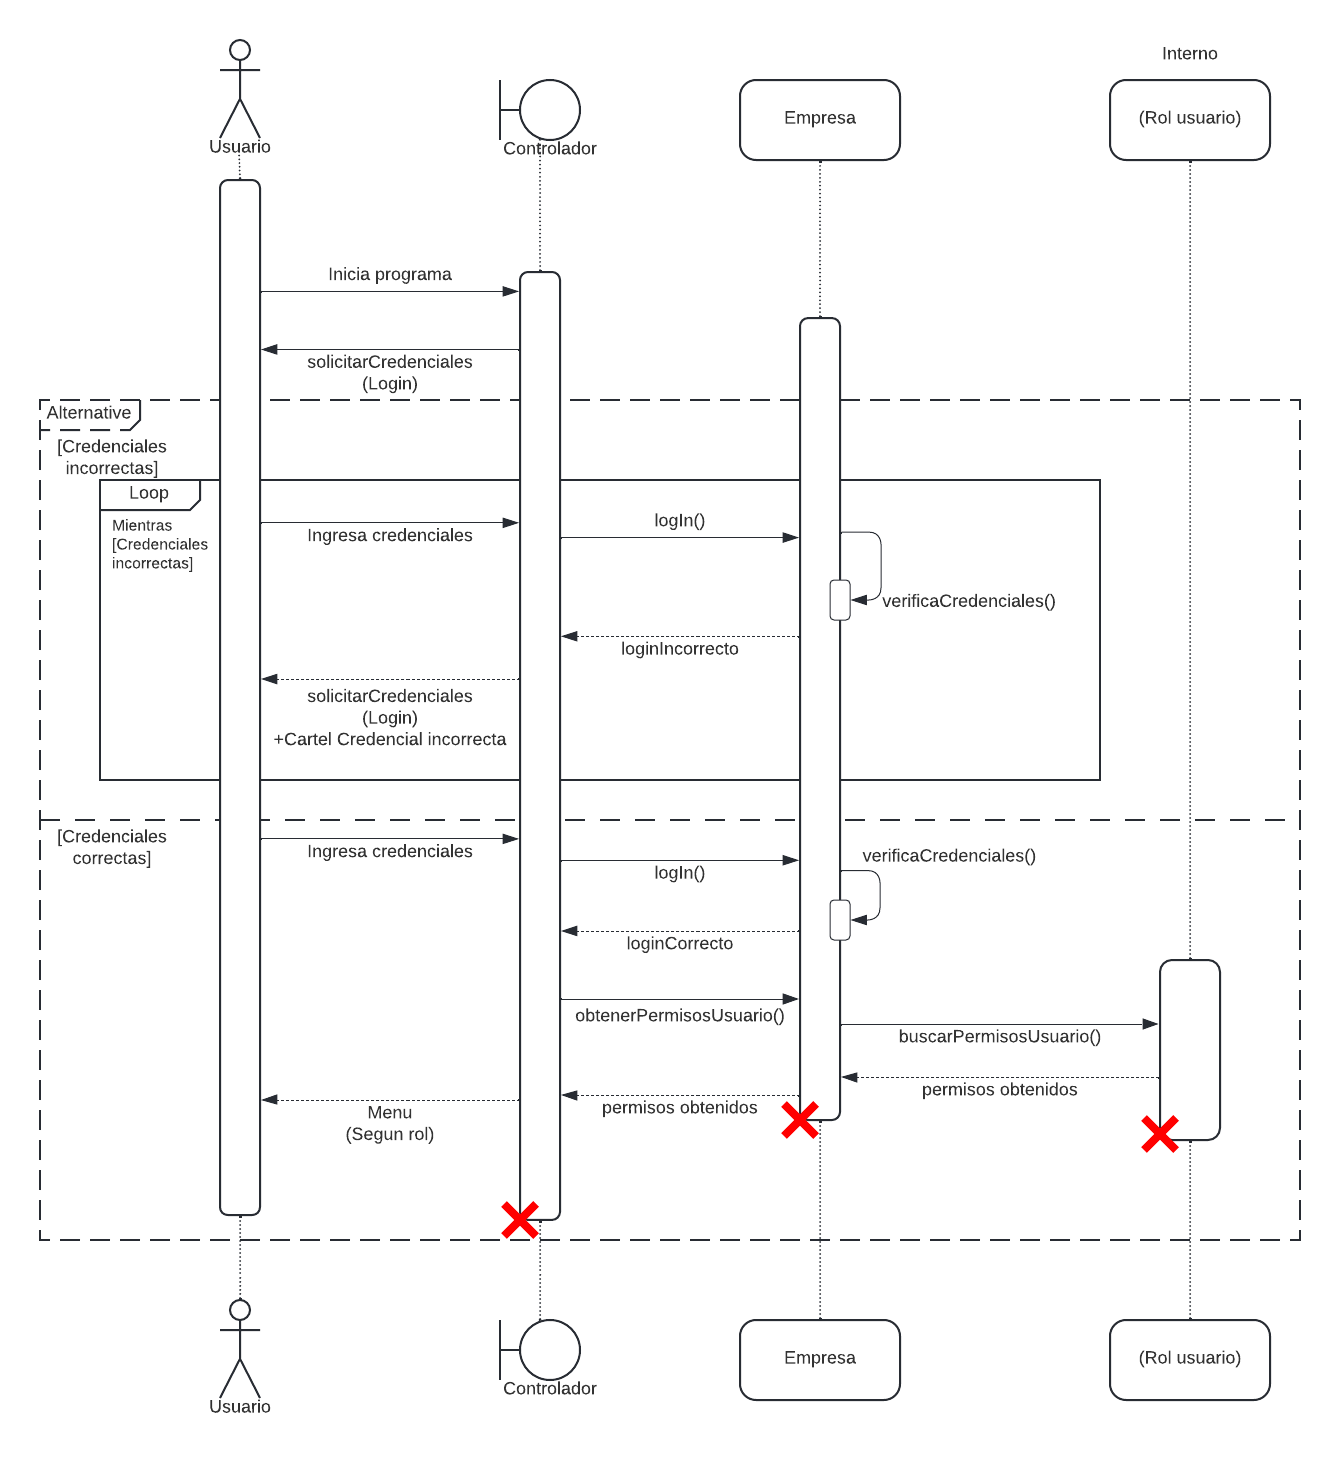 Interno
Usuario
Controlador
Empresa
(Rol usuario)
Inicia programa
solicitarCredenciales
(Login)
Alternative
[Credenciales
incorrectas]
Loop
Mientras
[Credenciales
incorrectas]
Ingresa credenciales
logIn()
verificaCredenciales()
loginIncorrecto
solicitarCredenciales
(Login)
+Cartel Credencial incorrecta
[Credenciales
correctas]
Ingresa credenciales
logIn()
verificaCredenciales()
loginCorrecto
obtenerPermisosUsuario()
buscarPermisosUsuario()
permisos obtenidos
permisos obtenidos
Menu
(Segun rol)
Usuario
Controlador
Empresa
(Rol usuario)